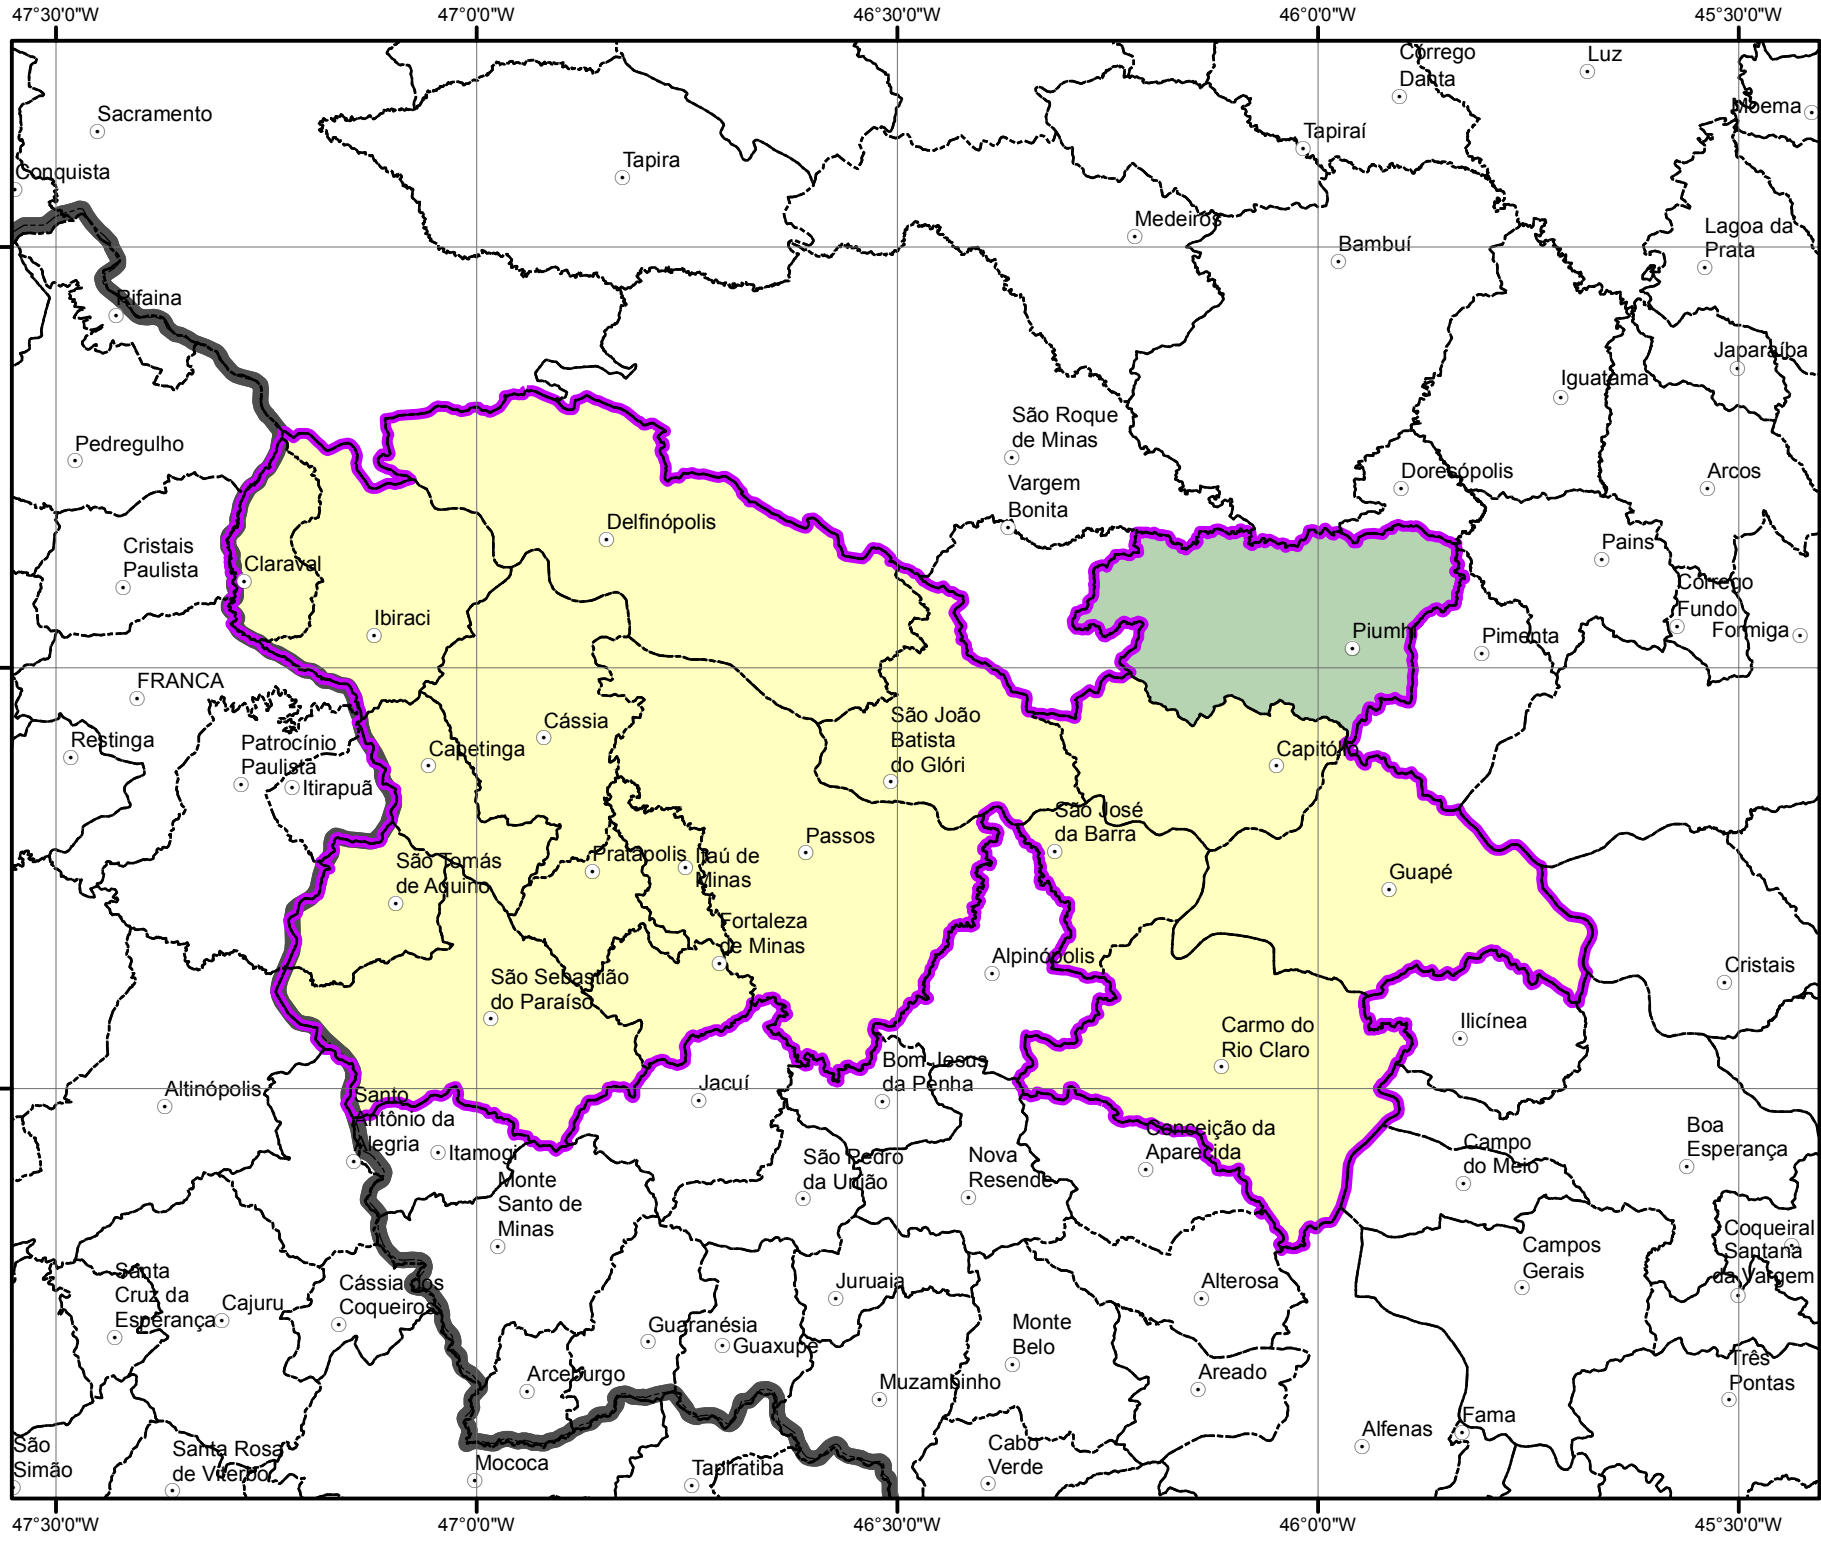 47°30'0"W
47°0'0"W
46°30'0"W
46°0'0"W
45°30'0"W
Córrego
Danta
Luz
Moema
Sacramento
Tapiraí
Tapira
Conquista
Medeiros
Bambuí
Lagoa da
Prata
Rifaina
Japaraíba
Iguatama
São Roque
de Minas
Pedregulho
Doresópolis
Arcos
Vargem
Bonita
Delfinópolis
Cristais
Paulista
Claraval
Pains
Córrego
Fundo
Formiga
Ibiraci
Piumhi
Pimenta
FRANCA
Cássia
São João
Batista
do Glóri
Restinga
Patrocínio
Paulista
Itirapuã
Capetinga
Capitólio
São José
da Barra
Passos
São Tomás
de Aquino
Pratápolis
Itaú de
Minas
Guapé
Fortaleza
de Minas
Alpinópolis
Cristais
São Sebastião
do Paraíso
Carmo do
Rio Claro
Ilicínea
Bom Jesus
da Penha
Jacuí
Altinópolis
Santo
Antônio da
Alegria
Itamogi
Conceição da
Aparecida
Boa
Esperança
Campo
do Meio
São Pedro
da União
Nova
Resende
Monte
Santo de
Minas
Coqueiral
Santana
da Vargem
Campos
Gerais
Santa
Cruz da
Esperança
Cajuru
Cássia dos
Coqueiros
Juruaia
Alterosa
Guaranésia
Guaxupé
Monte
Belo
Arceburgo
Muzambinho
Areado
Três
Pontas
Fama
Alfenas
São
Simão
Santa Rosa
de Viterbo
Mococa
Tapiratiba
Cabo
Verde
47°30'0"W
47°0'0"W
46°30'0"W
46°0'0"W
45°30'0"W